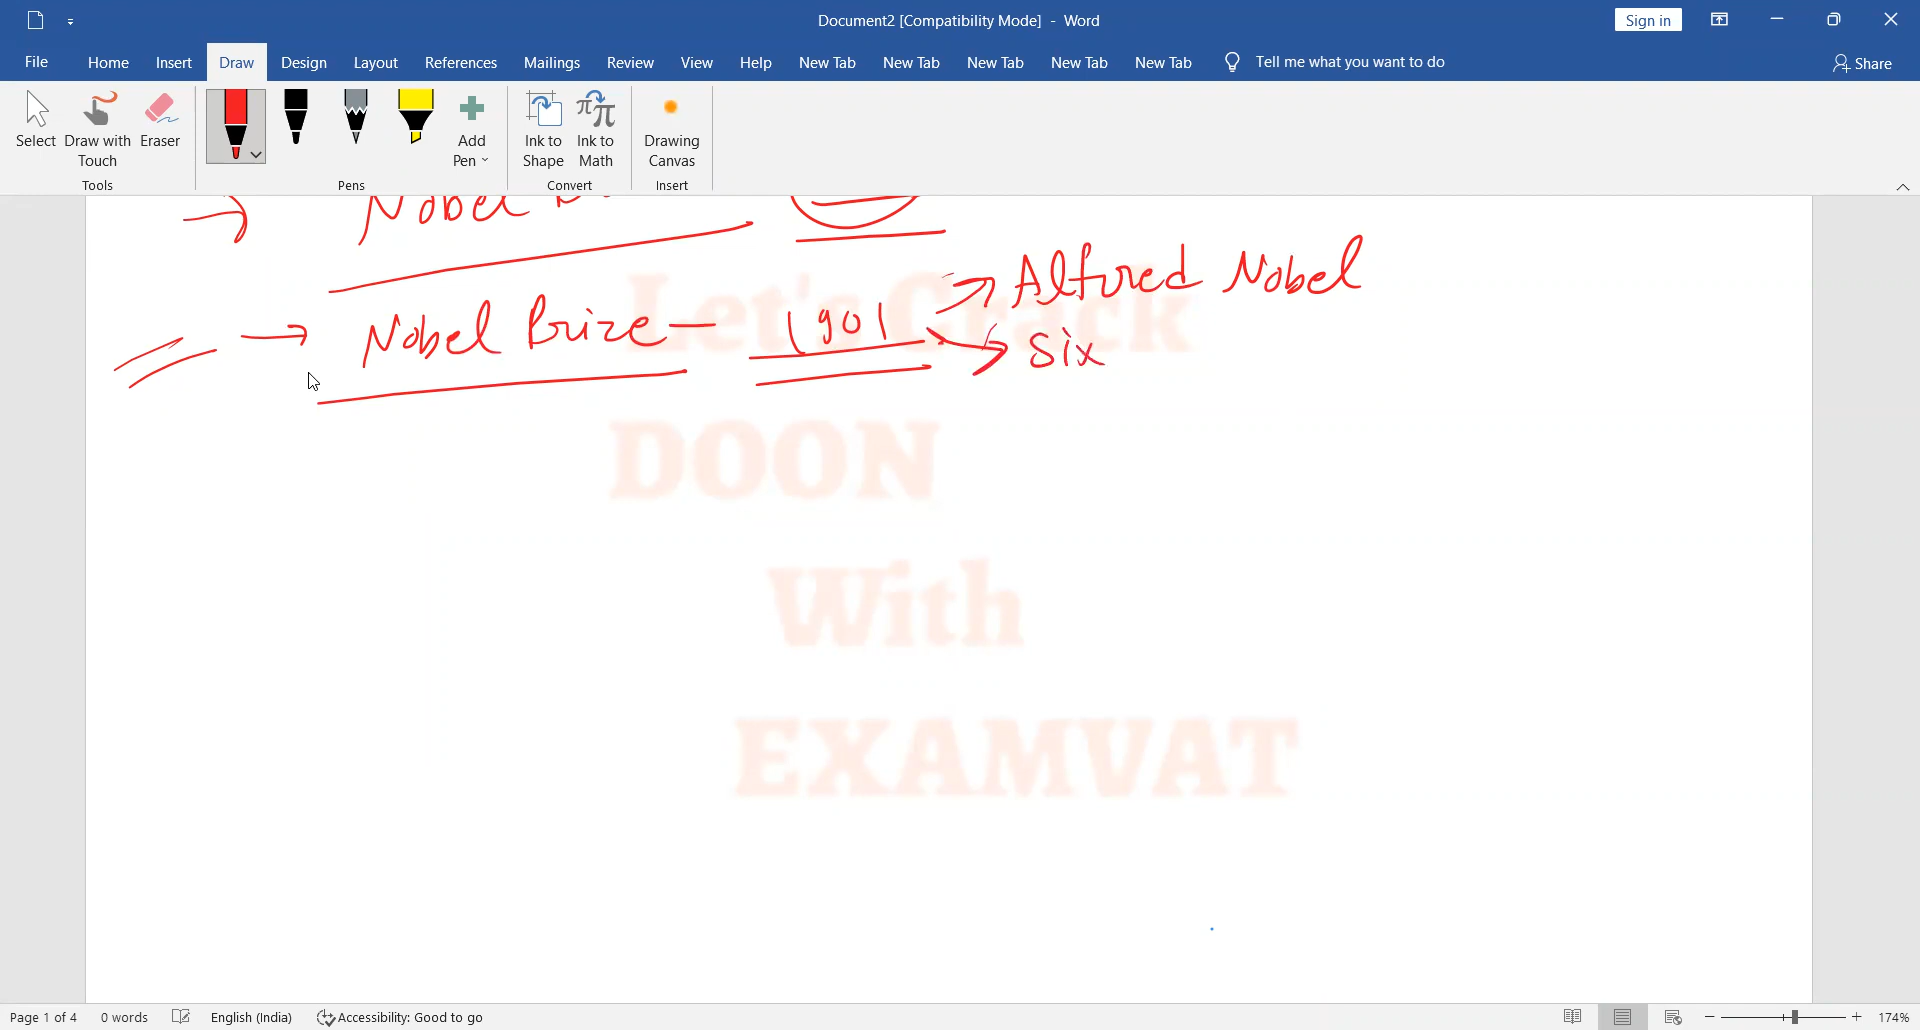 Document2 [Compatibility Mode] - Word
Sign in
File Home Insert Draw Design Layout References Mailings Review View Help New Tab New Tab New Tab New Tab New Tab Tell me what you want to do Share
Select Draw with Touch Eraser Add Pen Ink to Shape Ink to Math Drawing Canvas
Tools Pens Convert Insert
Nobel
Alfured Nobel
Nobel Prize - 1901
Six
Let's Crack
DOON
With
EXAMVAT
Page 1 of 4 0 words English (India) Accessibility: Good to go 174%